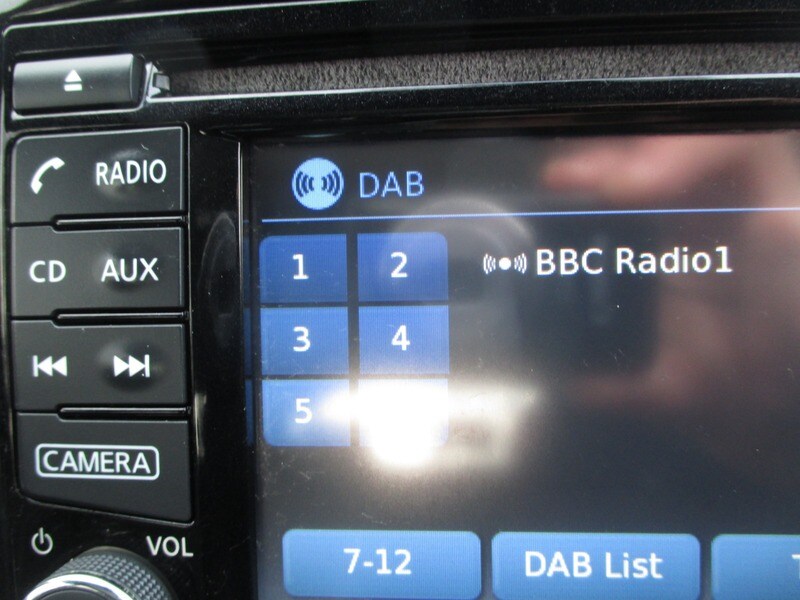 RADIO
DAB
1 2
BBC Radio1
CD AUX
3 4
5
CAMERA
VOL
7-12
DAB List